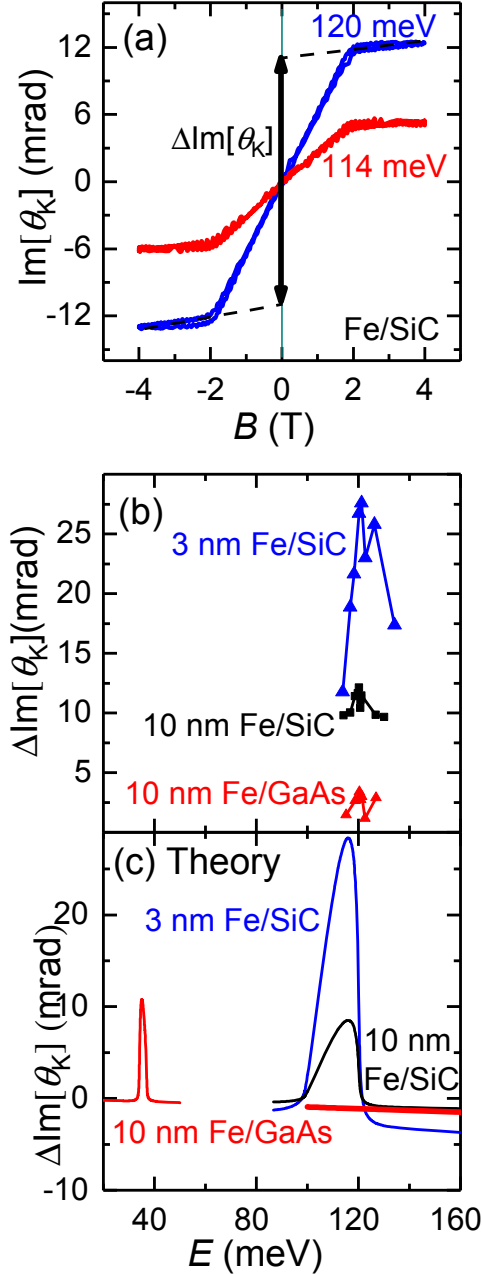 (a)
120 meV
12
6
0
-6
-12
Im[θK] (mrad)
ΔIm[θK]
114 meV
Fe/SiC
-4 -2 0 2 4
B (T)
(b)
25
20
15
10
5
ΔIm[θK](mrad)
3 nm Fe/SiC
10 nm Fe/SiC
10 nm Fe/GaAs
(c) Theory
20
10
0
-10
ΔIm[θK] (mrad)
3 nm Fe/SiC
10 nm
Fe/SiC
10 nm Fe/GaAs
40 80 120 160
E (meV)